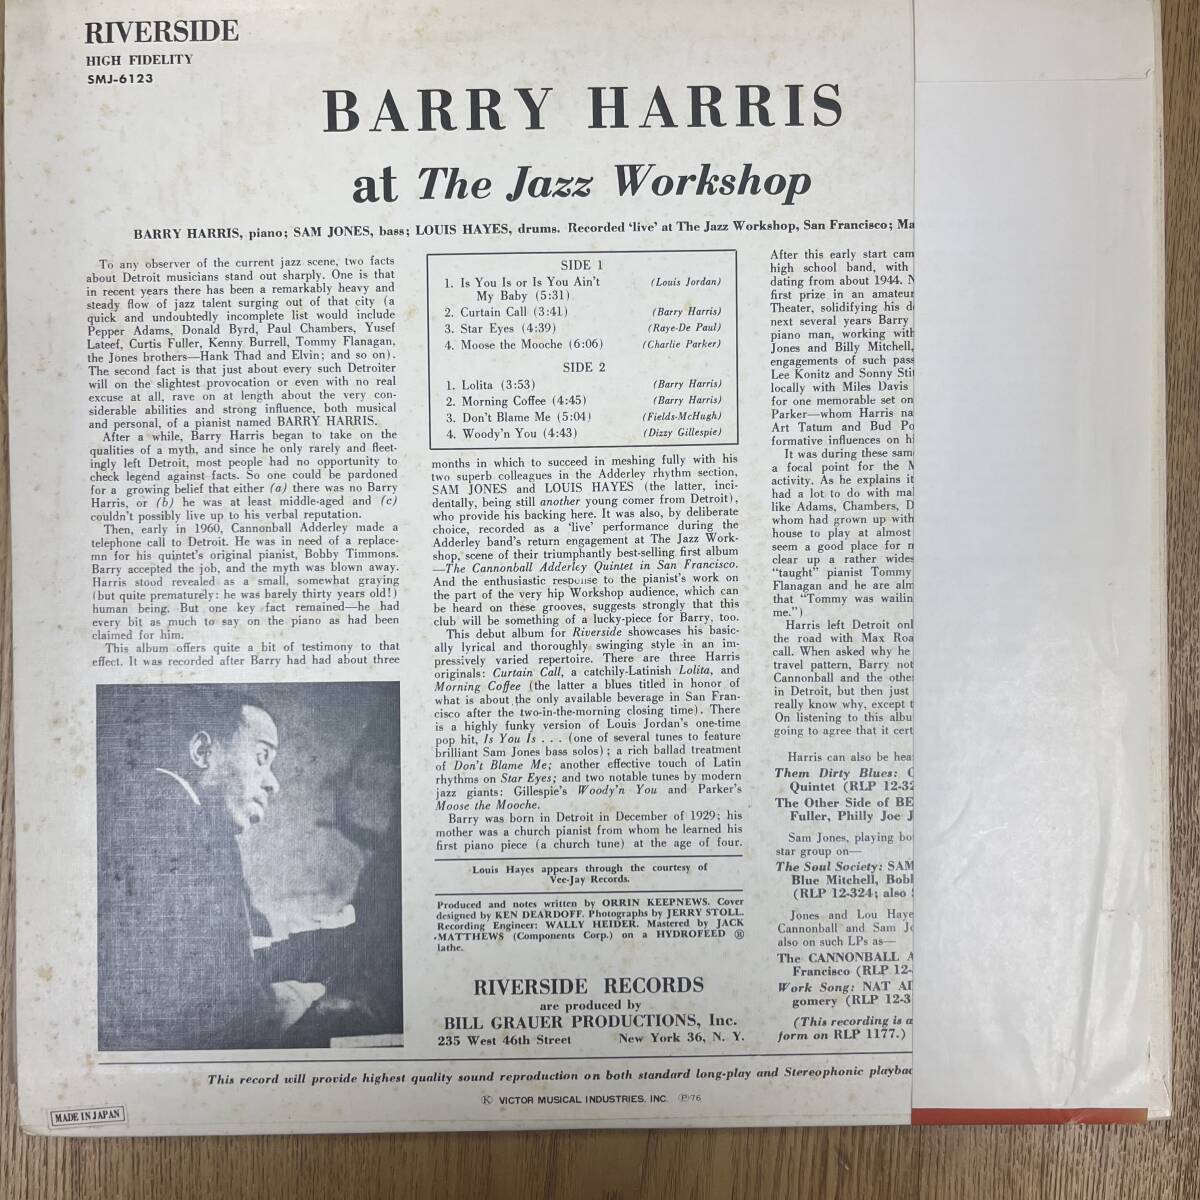 RIVERSIDE
HIGH FIDELITY
SMJ-6123
BARRY HARRIS
at The Jazz Workshop
BARRY HARRIS, piano; SAM JONES, bass; LOUIS HAYES, drums. Recorded 'live' at The Jazz Workshop, San Francisco; Ma
To any observer of the current jazz scene, two facts
about Detroit musicians stand out sharply. One is that
in recent years there has been a remarkably heavy and
steady flow of jazz talent surging out of that city (a
quick and undoubtedly incomplete list would include
Pepper Adams, Donald Byrd, Paul Chambers, Yusef
Lateef, Curtis Fuller, Kenny Burrell, Tommy Flanagan,
the Jones brothers—Hank Thad and Elvin; and so on).
The second fact is that just about every such Detroiter
will on the slightest provocation or even with no real
excuse at all, rave on at length about the very con-
siderable abilities and strong influence, both musical
and personal, of a pianist named BARRY HARRIS.
After a while, Barry Harris began to take on the
qualities of a myth, and since he only rarely and fleet-
ingly left Detroit, most people had no opportunity to
check legend against facts. So one could be pardoned
for a growing belief that either (a) there was no Barry
Harris, or (b) he was at least middle-aged and (c)
couldn't possibly live up to his verbal reputation.
Then, early in 1960, Cannonball Adderley made a
telephone call to Detroit. He was in need of a replace-
mn for his quintet's original pianist, Bobby Timmons.
Barry accepted the job, and the myth was blown away.
Harris stood revealed as a small, somewhat graying
(but quite prematurely: he was barely thirty years old!)
human being. But one key fact remained—he had
every bit as much to say on the piano as had been
claimed for him.
This album offers quite a bit of testimony to that
effect. It was recorded after Barry had had about three
SIDE 1
1. Is You Is or Is You Ain't
My Baby (5:31) (Louis Jordan)
2. Curtain Call (3:41) (Barry Harris)
3. Star Eyes (4:39) (Raye-De Paul)
4. Moose the Mooche (6:06) (Charlie Parker)
SIDE 2
1. Lolita (3:53) (Barry Harris)
2. Morning Coffee (4:45) (Barry Harris)
3. Don't Blame Me (5:04) (Fields-McHugh)
4. Woody'n You (4:43) (Dizzy Gillespie)
months in which to succeed in meshing fully with his
two superb colleagues in the Adderley rhythm section,
SAM JONES and LOUIS HAYES (the latter, inci-
dentally, being still another young comer from Detroit),
who provide his backing here. It was also, by deliberate
choice, recorded as a 'live' performance during the
Adderley band's return engagement at The Jazz Work-
shop, scene of their triumphantly best-selling first album
—The Cannonball Adderley Quintet in San Francisco.
And the enthusiastic response to the pianist's work on
the part of the very hip Workshop audience, which can
be heard on these grooves, suggests strongly that this
club will be something of a lucky-piece for Barry, too.
This debut album for Riverside showcases his basic-
ally lyrical and thoroughly swinging style in an im-
pressively varied repertoire. There are three Harris
originals: Curtain Call, a catchily-Latinish Lolita, and
Morning Coffee (the latter a blues titled in honor of
what is about the only available beverage in San Fran-
cisco after the two-in-the-morning closing time). There
is a highly funky version of Louis Jordan's one-time
pop hit, Is You Is . . . (one of several tunes to feature
brilliant Sam Jones bass solos); a rich ballad treatment
of Don't Blame Me; another effective touch of Latin
rhythms on Star Eyes; and two notable tunes by modern
jazz giants: Gillespie's Woody'n You and Parker's
Moose the Mooche.
Barry was born in Detroit in December of 1929; his
mother was a church pianist from whom he learned his
first piano piece (a church tune) at the age of four.
Louis Hayes appears through the courtesy of
Vee-Jay Records.
Produced and notes written by ORRIN KEEPNEWS. Cover
designed by KEN DEARDOFF. Photographs by JERRY STOLL.
Recording Engineer: WALLY HEIDER. Mastered by JACK
MATTHEWS (Components Corp.) on a HYDROFEED ®
lathe.
RIVERSIDE RECORDS
are produced by
BILL GRAUER PRODUCTIONS, Inc.
235 West 46th Street New York 36, N. Y.
After this early start cam
high school band, with
dating from about 1944. N
first prize in an amateur
Theater, solidifying his d
next several years Barry
piano man, working with
Jones and Billy Mitchell,
engagements of such pass
Lee Konitz and Sonny Stit
locally with Miles Davis
for one memorable set on
Parker—whom Harris na
Art Tatum and Bud Po
formative influences on hi
It was during these sam
a focal point for the M
activity. As he explains it
had a lot to do with mak
like Adams, Chambers, D
whom had grown up with
house to play at almost
seem a good place for m
clear up a rather wides
"taught" pianist Tommy
Flanagan and he are alm
that "Tommy was wailin
me.")
Harris left Detroit onl
the road with Max Roa
call. When asked why he
travel pattern, Barry not
Cannonball and the othe
in Detroit, but then just
really know why, except t
On listening to this albu
going to agree that it cert
Harris can also be hea
Them Dirty Blues: C
Quintet (RLP 12-32
The Other Side of BE
Fuller, Philly Joe J
Sam Jones, playing bo
star group on—
The Soul Society: SAM
Blue Mitchell, Bobb
(RLP 12-324; also
Jones and Lou Haye
Cannonball and Sam Jo
also on such LPs as—
The CANNONBALL A
Francisco (RLP 12-
Work Song: NAT AD
gomery (RLP 12-3
(This recording is a
form on RLP 1177.)
This record will provide highest quality sound reproduction on both standard long-play and Stereophonic playbac
Ⓚ VICTOR MUSICAL INDUSTRIES, INC. Ⓟ76
MADE IN JAPAN